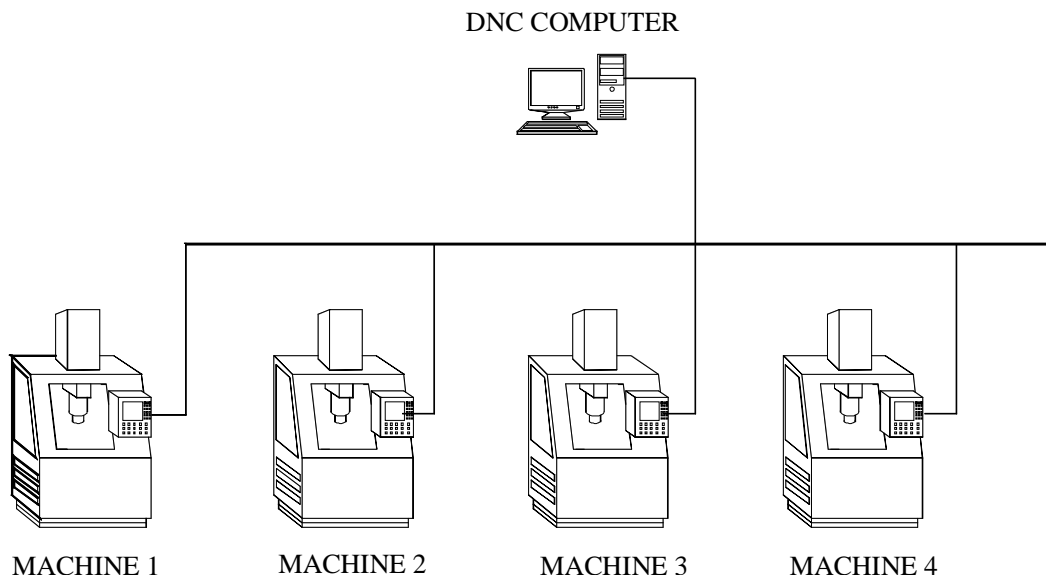 DNC COMPUTER
MACHINE 1
MACHINE 2
MACHINE 3
MACHINE 4